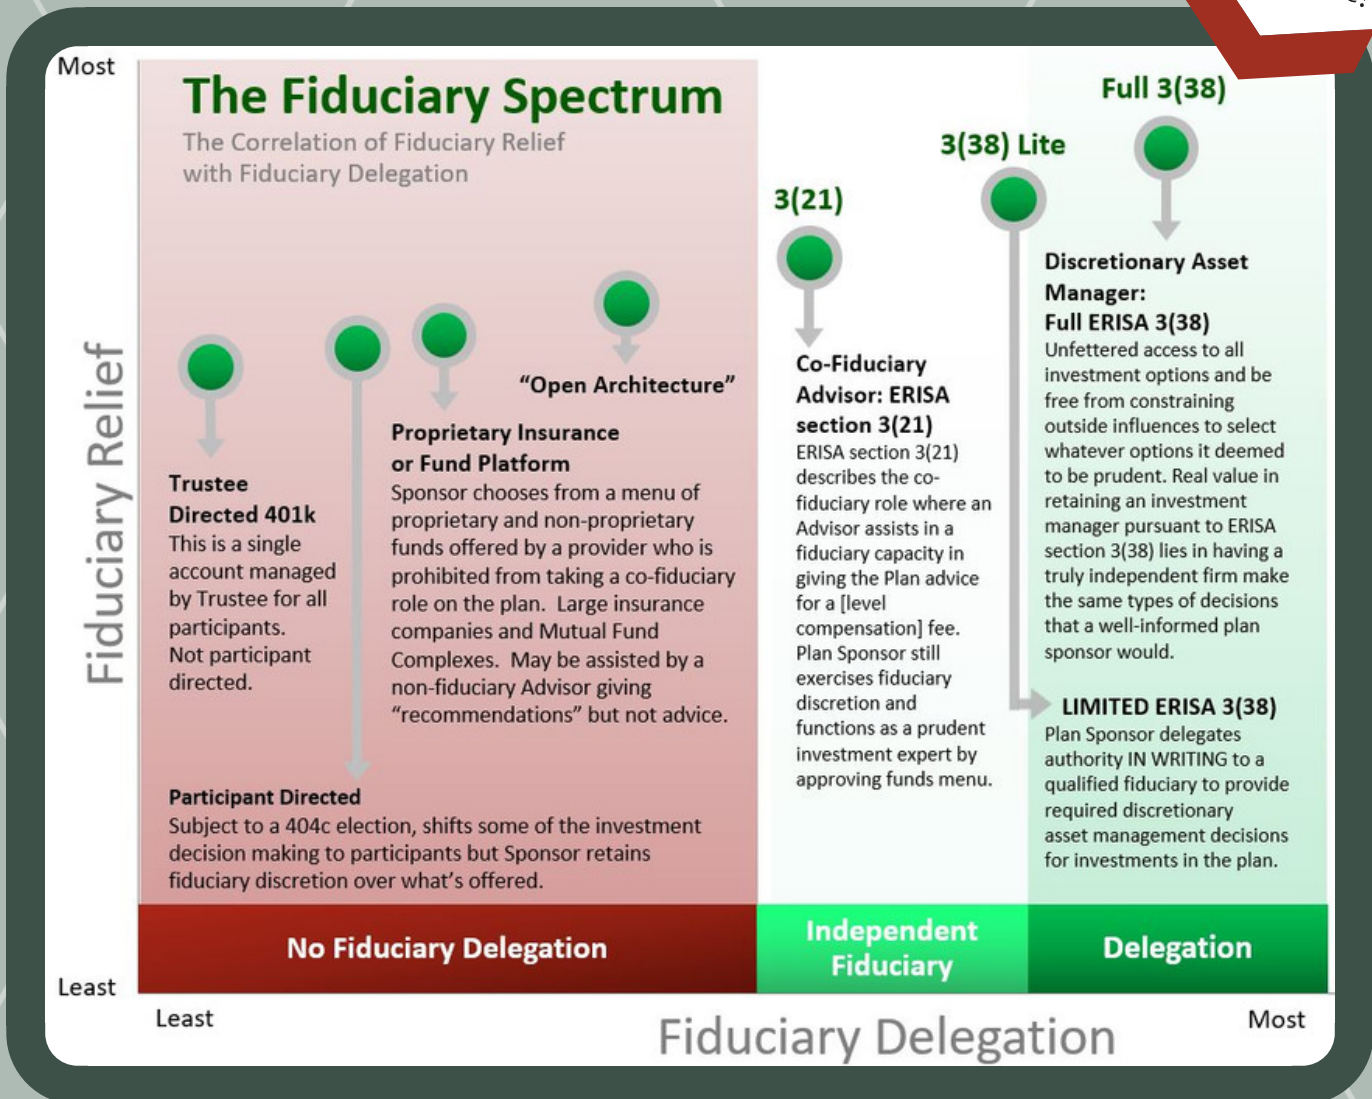 Most
The Fiduciary Spectrum
The Correlation of Fiduciary Relief
with Fiduciary Delegation
Fiduciary Relief
Trustee
Directed 401k
This is a single
account managed
by Trustee for all
participants.
Not participant
directed.
Participant Directed
Subject to a 404c election, shifts some of the investment
decision making to participants but Sponsor retains
fiduciary discretion over what's offered.
Proprietary Insurance
or Fund Platform
Sponsor chooses from a menu of
proprietary and non-proprietary
funds offered by a provider who is
prohibited from taking a co-fiduciary
role on the plan. Large insurance
companies and Mutual Fund
Complexes. May be assisted by a
non-fiduciary Advisor giving
“recommendations” but not advice.
“Open Architecture”
3(21)
Co-Fiduciary
Advisor: ERISA
section 3(21)
ERISA section 3(21)
describes the co-
fiduciary role where an
Advisor assists in a
fiduciary capacity in
giving the Plan advice
for a [level
compensation] fee.
Plan Sponsor still
exercises fiduciary
discretion and
functions as a prudent
investment expert by
approving funds menu.
3(38) Lite
Full 3(38)
Discretionary Asset
Manager:
Full ERISA 3(38)
Unfettered access to all
investment options and be
free from constraining
outside influences to select
whatever options it deemed
to be prudent. Real value in
retaining an investment
manager pursuant to ERISA
section 3(38) lies in having a
truly independent firm make
the same types of decisions
that a well-informed plan
sponsor would.
LIMITED ERISA 3(38)
Plan Sponsor delegates
authority IN WRITING to a
qualified fiduciary to provide
required discretionary
asset management decisions
for investments in the plan.
No Fiduciary Delegation
Independent
Fiduciary
Delegation
Least
Least
Fiduciary Delegation
Most